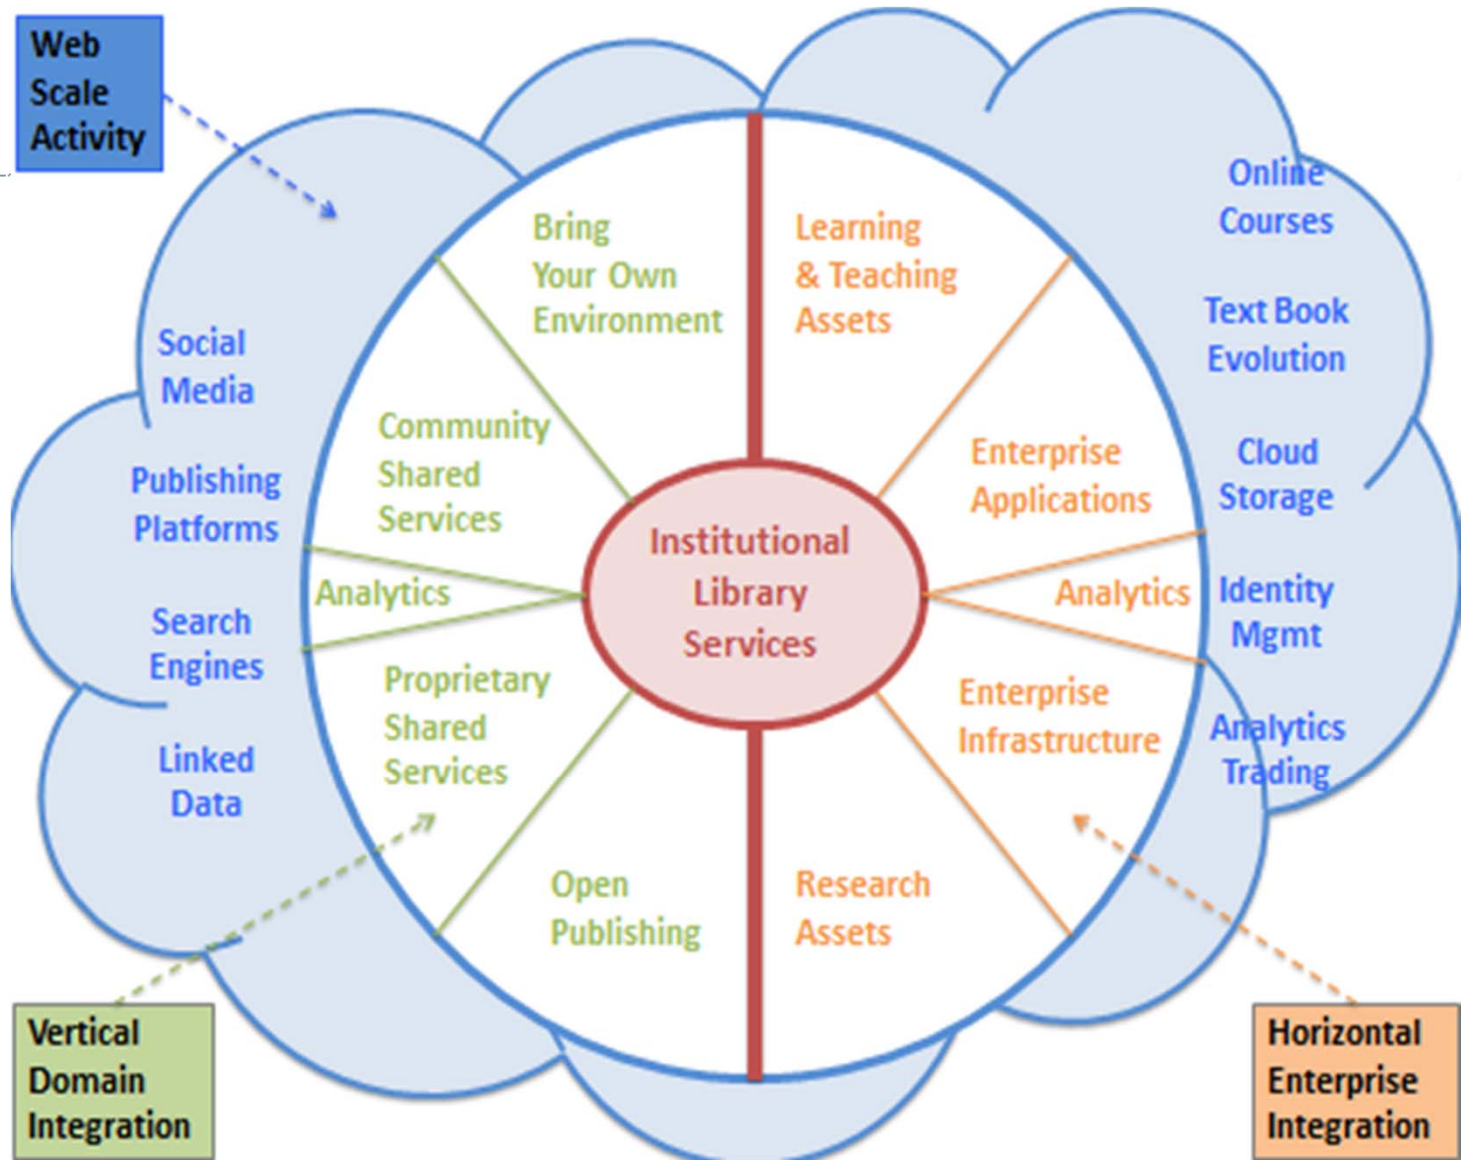 Web
Scale
Activity
Social
Media
Publishing
Platforms
Search
Engines
Linked
Data
Bring
Your Own
Environment
Community
Shared
Services
Analytics
Proprietary
Shared
Services
Open
Publishing
Institutional
Library
Services
Learning
& Teaching
Assets
Enterprise
Applications
Analytics
Enterprise
Infrastructure
Research
Assets
Online
Courses
Text Book
Evolution
Cloud
Storage
Identity
Mgmt
Analytics
Trading
Vertical
Domain
Integration
Horizontal
Enterprise
Integration